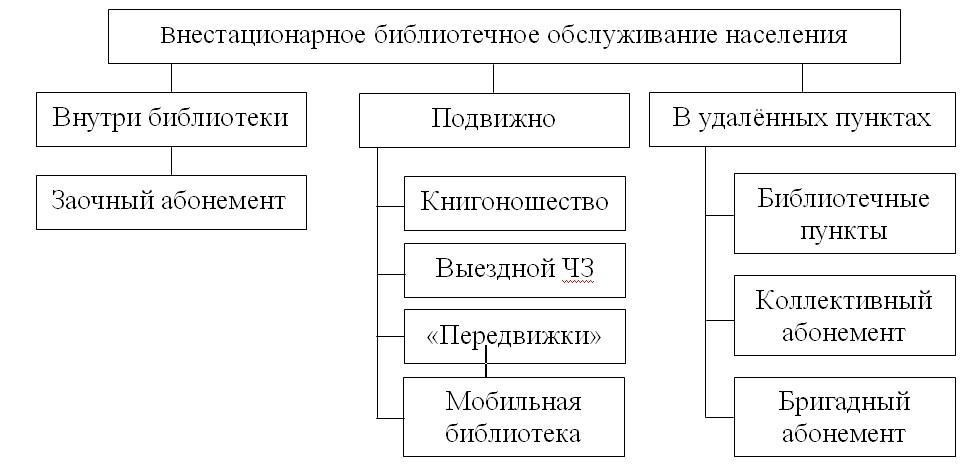 Внестационарное библиотечное обслуживание населения
Внутри библиотеки
Заочный абонемент
Подвижно
Книгоношество
Выездной ЧЗ
«Передвижки»
Мобильная
библиотека
В удалённых пунктах
Библиотечные
пункты
Коллективный
абонемент
Бригадный
абонемент